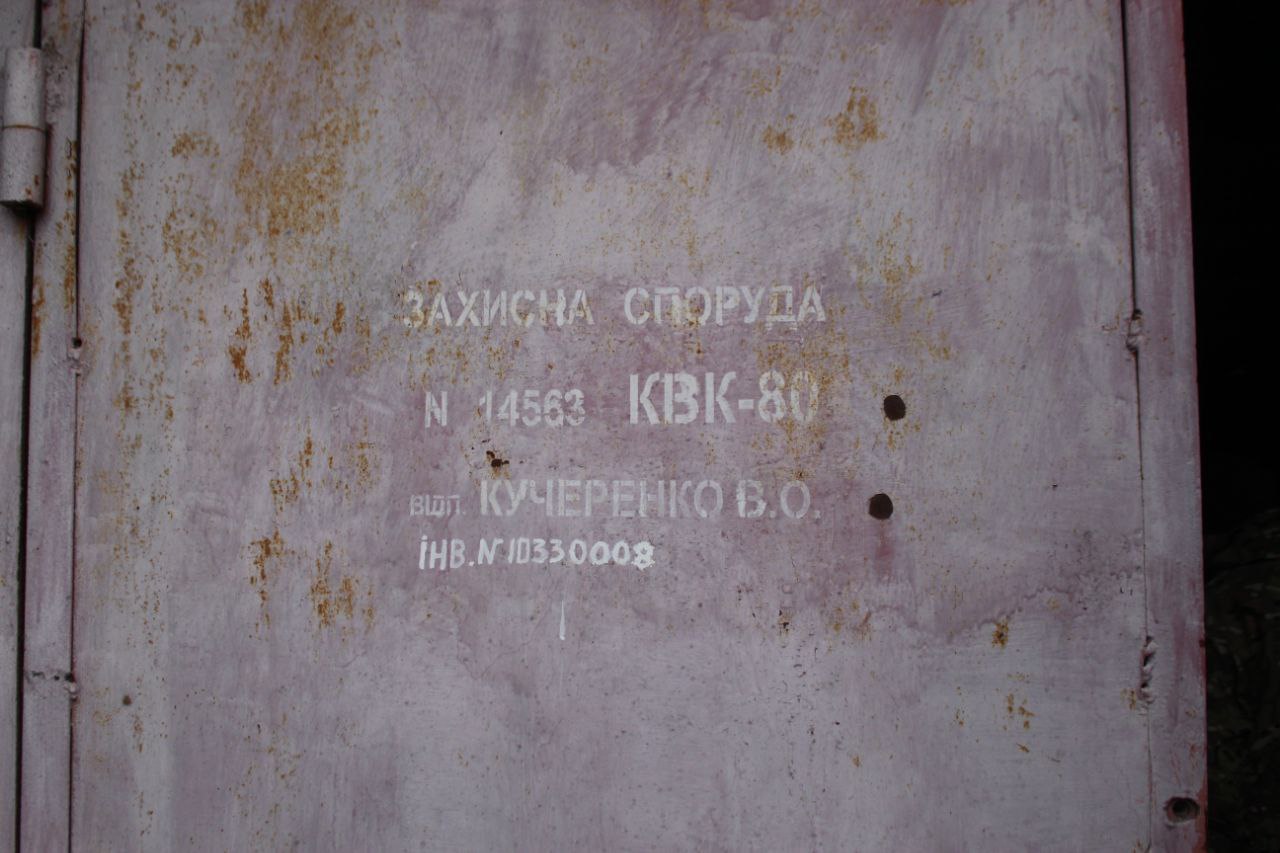 ЗАХИСНА СПОРУДА
N 14563 КВК-80
ВІДП. КУЧЕРЕНКО В.О.
ІНВ.N 10330008